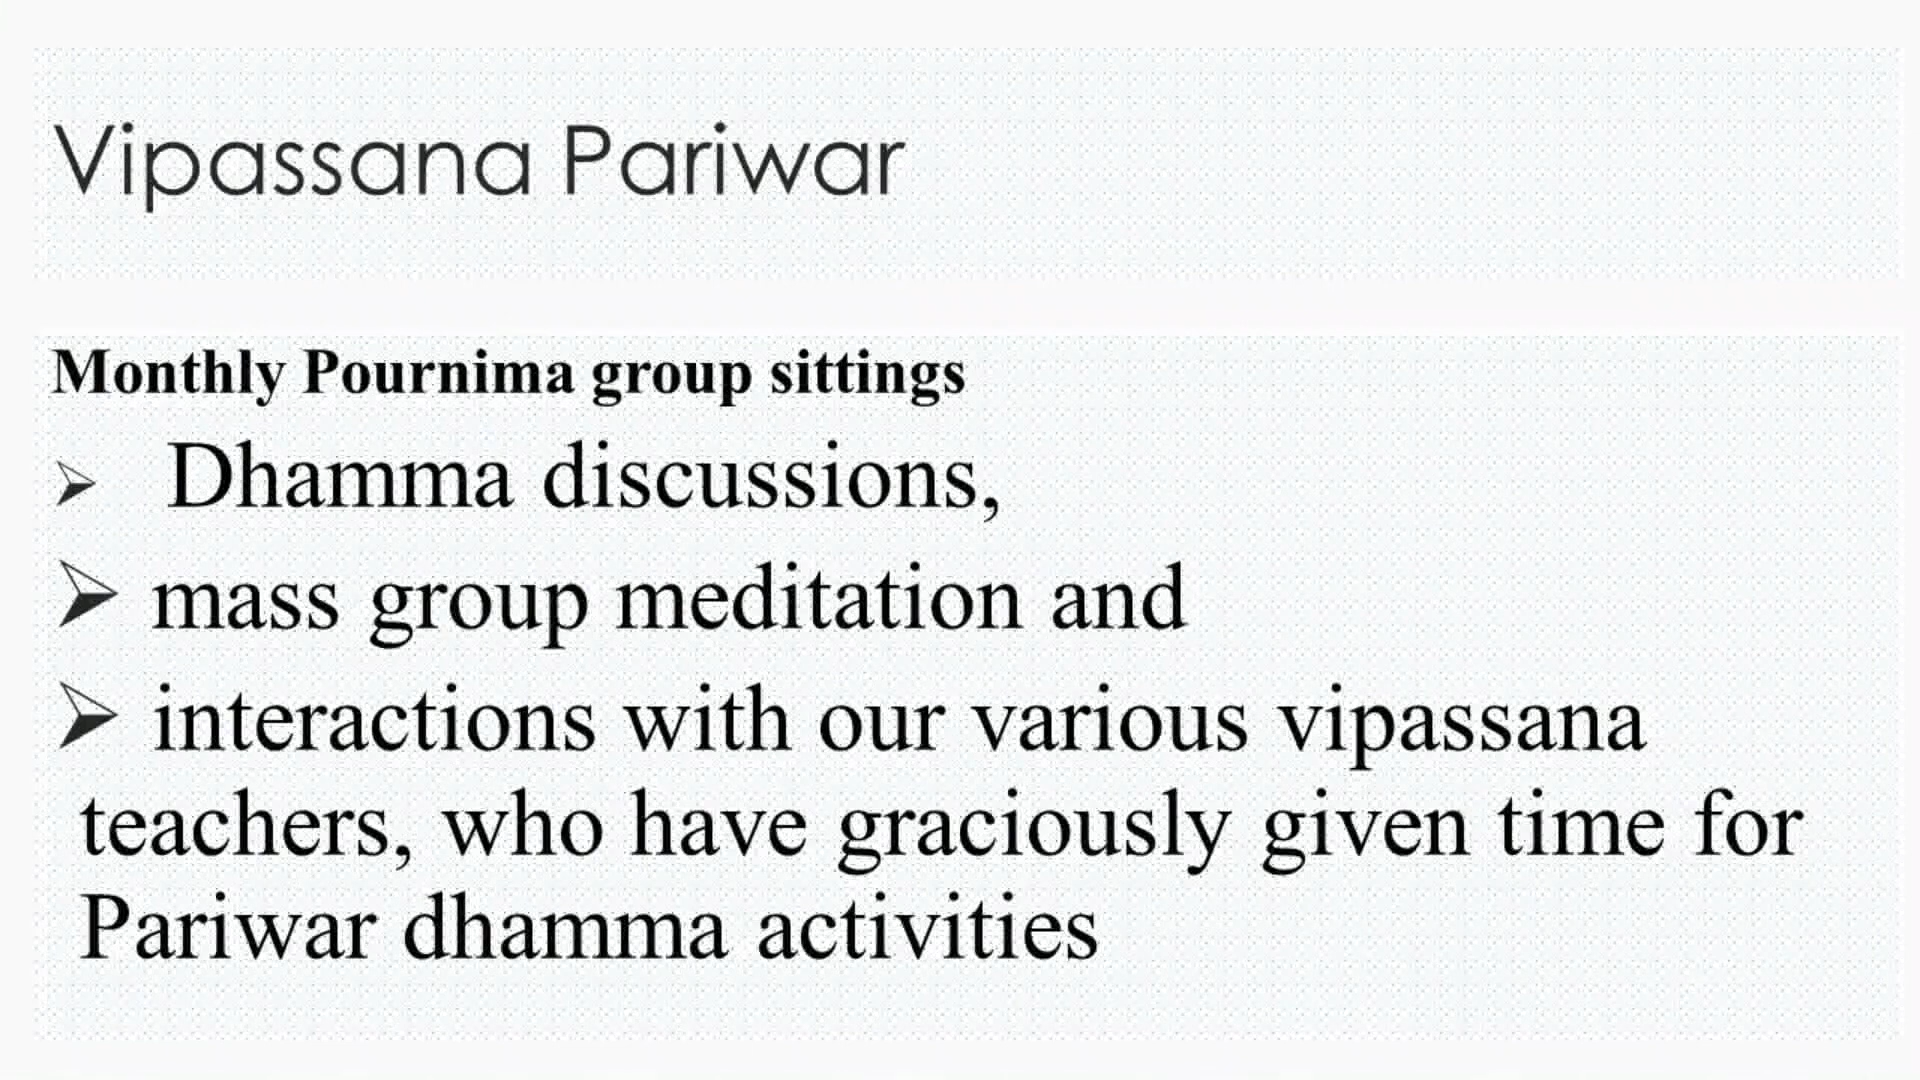 Vipassana Pariwar
Monthly Pournima group sittings
➢ Dhamma discussions,
➢ mass group meditation and
➢ interactions with our various vipassana
teachers, who have graciously given time for
Pariwar dhamma activities